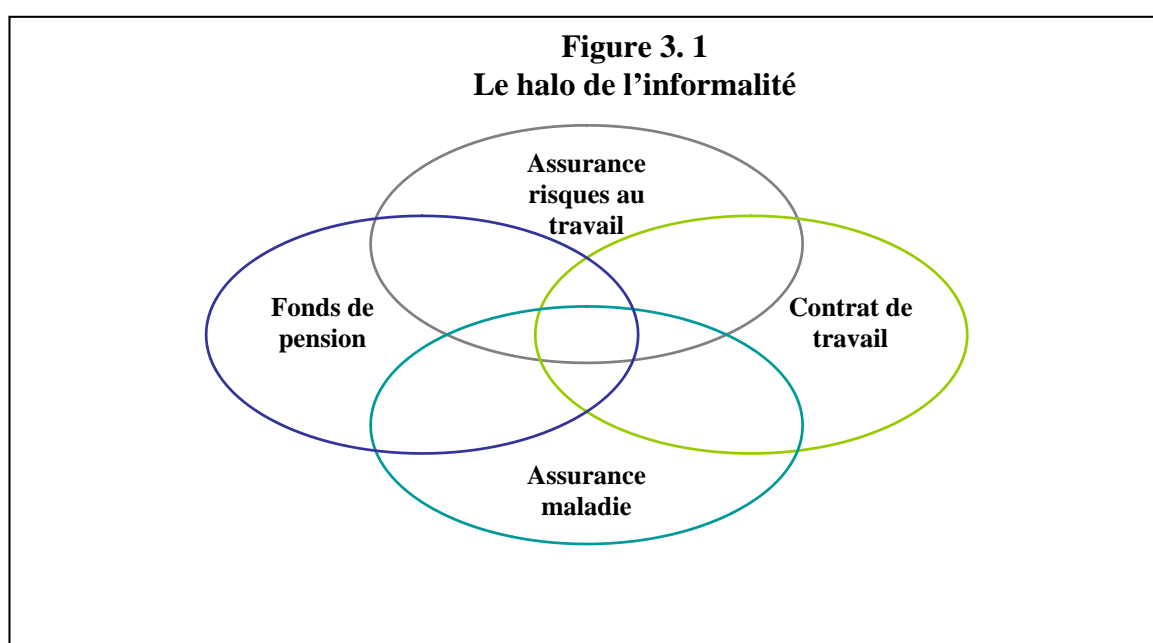 Figure 3. 1
Le halo de l’informalité
Assurance
risques au
travail
Fonds de
pension
Contrat de
travail
Assurance
maladie